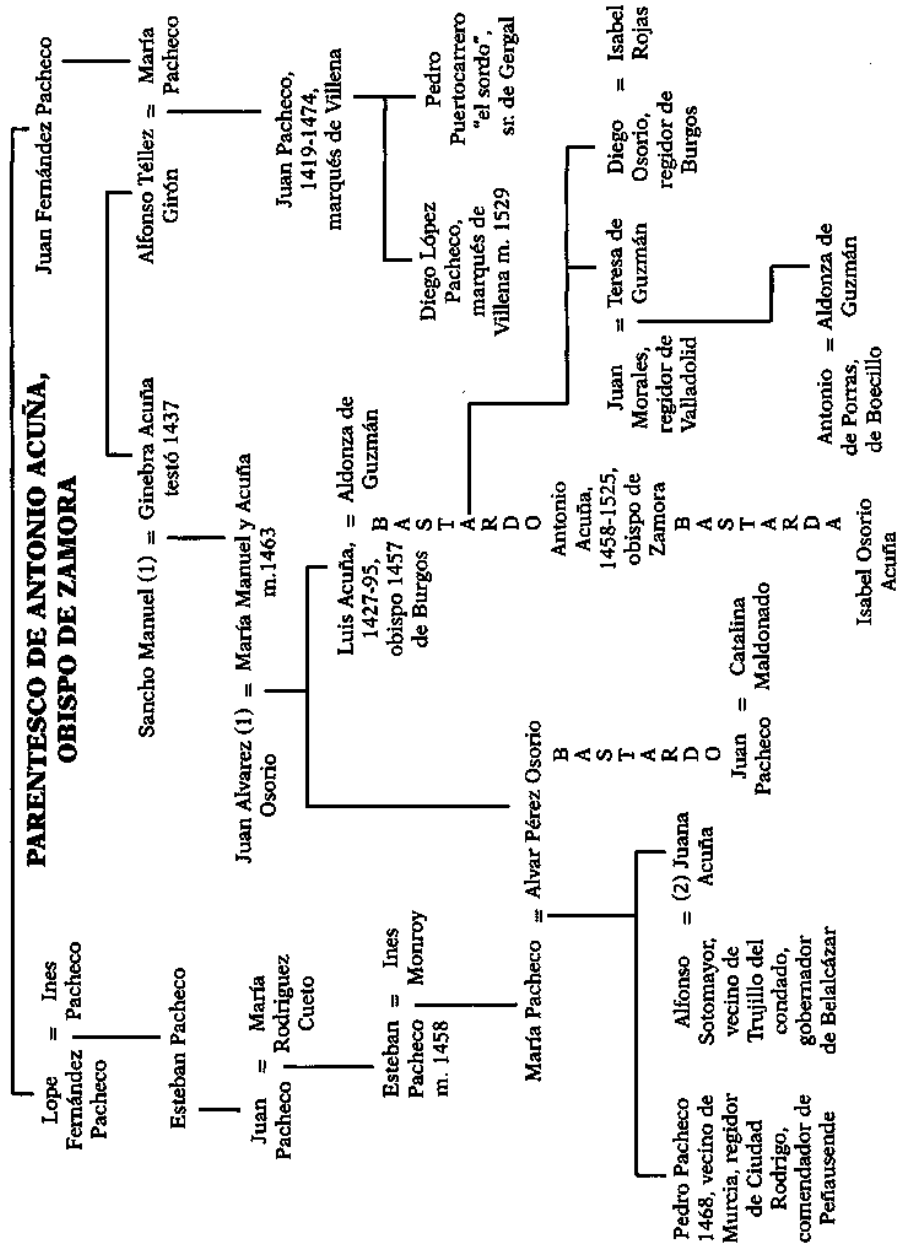 PARENTESCO DE ANTONIO ACUÑA,
OBISPO DE ZAMORA
Lope = Ines
Fernández Pacheco
Pacheco
Juan Fernández Pacheco
Esteban Pacheco
Sancho Manuel (1) = Ginebra Acuña
testó 1437
Alfonso Téllez = María
Girón Pacheco
Juan = María
Pacheco Rodriguez
Cueto
Juan Alvarez (1) = María Manuel y Acuña
Osorio m.1463
Juan Pacheco,
1419-1474,
marqués de Villena
Esteban = Ines
Pacheco Monroy
m. 1458
Luis Acuña, = Aldonza de
1427-95, Guzmán
obispo 1457
de Burgos
B
A
S
T
A
R
D
O
Diego López
Pacheco,
marqués de
Villena m. 1529
Pedro
Puertocarrero
"el sordo",
sr. de Gergal
María Pacheco = Alvar Pérez Osorio
B
A
S
T
A
R
D
O
Antonio
Acuña,
1458-1525,
obispo de
Zamora
B
A
S
T
A
R
D
A
Juan = Teresa de
Morales, Guzmán
regidor de
Valladolid
Diego = Isabel
Osorio, Rojas
regidor de
Burgos
Pedro Pacheco
1468, vecino de
Murcia, regidor
de Ciudad
Rodrigo,
comendador de
Peñausende
Alfonso = (2) Juana
Sotomayor, Acuña
vecino de
Trujillo del
condado,
gobernador
de Belalcázar
Juan = Catalina
Pacheco Maldonado
Isabel Osorio
Acuña
Antonio = Aldonza de
de Porras, Guzmán
de Boecillo